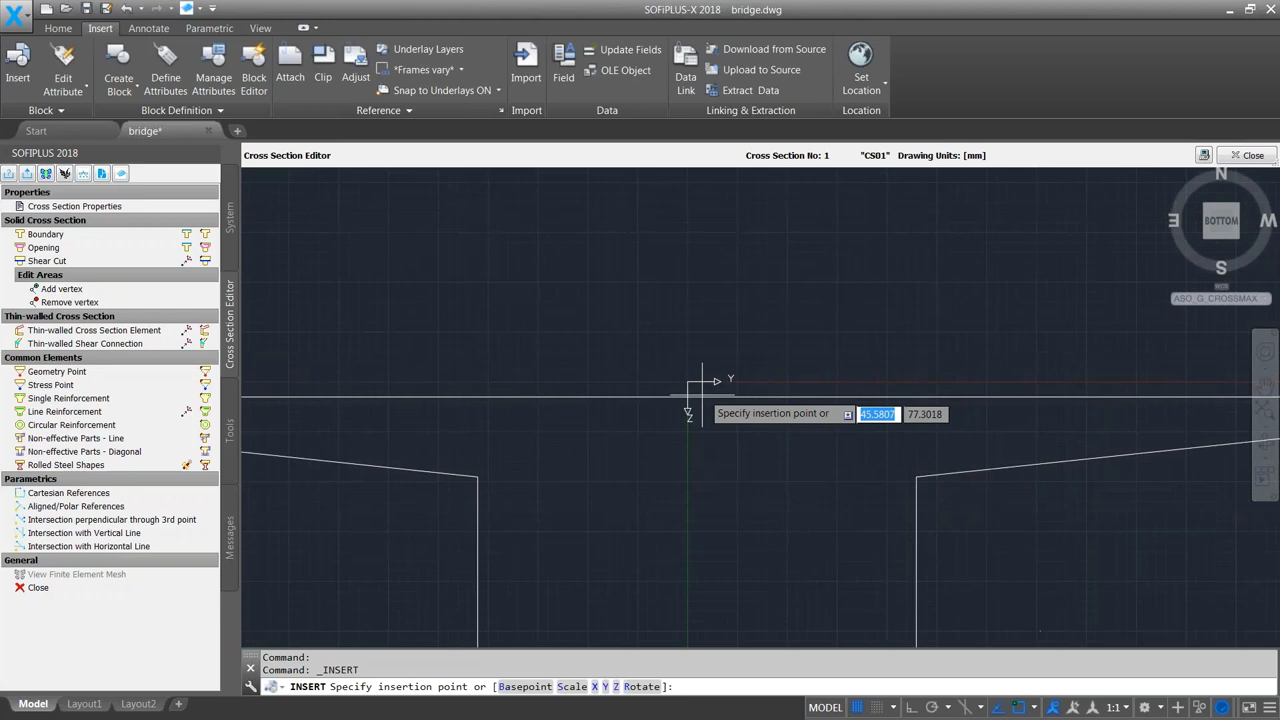 SOFiPLUS-X 2018 bridge.dwg
Home Insert Annotate Parametric View
Insert
Edit Attribute
Create Block
Define Attributes
Manage Attributes
Block Editor
Attach
Clip
Adjust
Underlay Layers
*Frames vary*
Snap to Underlays ON
Import
Field
Update Fields
OLE Object
Data Link
Download from Source
Upload to Source
Extract Data
Set Location
Block Block Definition Reference Import Data Linking & Extraction Location
Start bridge*
SOFIPLUS 2018
Cross Section Editor Cross Section No: 1 "CS01" Drawing Units: [mm] Close
Properties
Cross Section Properties
Solid Cross Section
Boundary
Opening
Shear Cut
Edit Areas
Add vertex
Remove vertex
Thin-walled Cross Section
Thin-walled Cross Section Element
Thin-walled Shear Connection
Common Elements
Geometry Point
Stress Point
Single Reinforcement
Line Reinforcement
Circular Reinforcement
Non-effective Parts - Line
Non-effective Parts - Diagonal
Rolled Steel Shapes
Parametrics
Cartesian References
Aligned/Polar References
Intersection perpendicular through 3rd point
Intersection with Vertical Line
Intersection with Horizontal Line
General
View Finite Element Mesh
Close
System
Cross Section Editor
Tools
Messages
N
E BOTTOM W
S
WCS
ASO_G_CROSSMAX
Y
Z
Specify insertion point or 45.5807 77.3018
Command:
Command: _INSERT
INSERT Specify insertion point or [Basepoint Scale X Y Z Rotate]:
Model Layout1 Layout2 +
MODEL 1:1